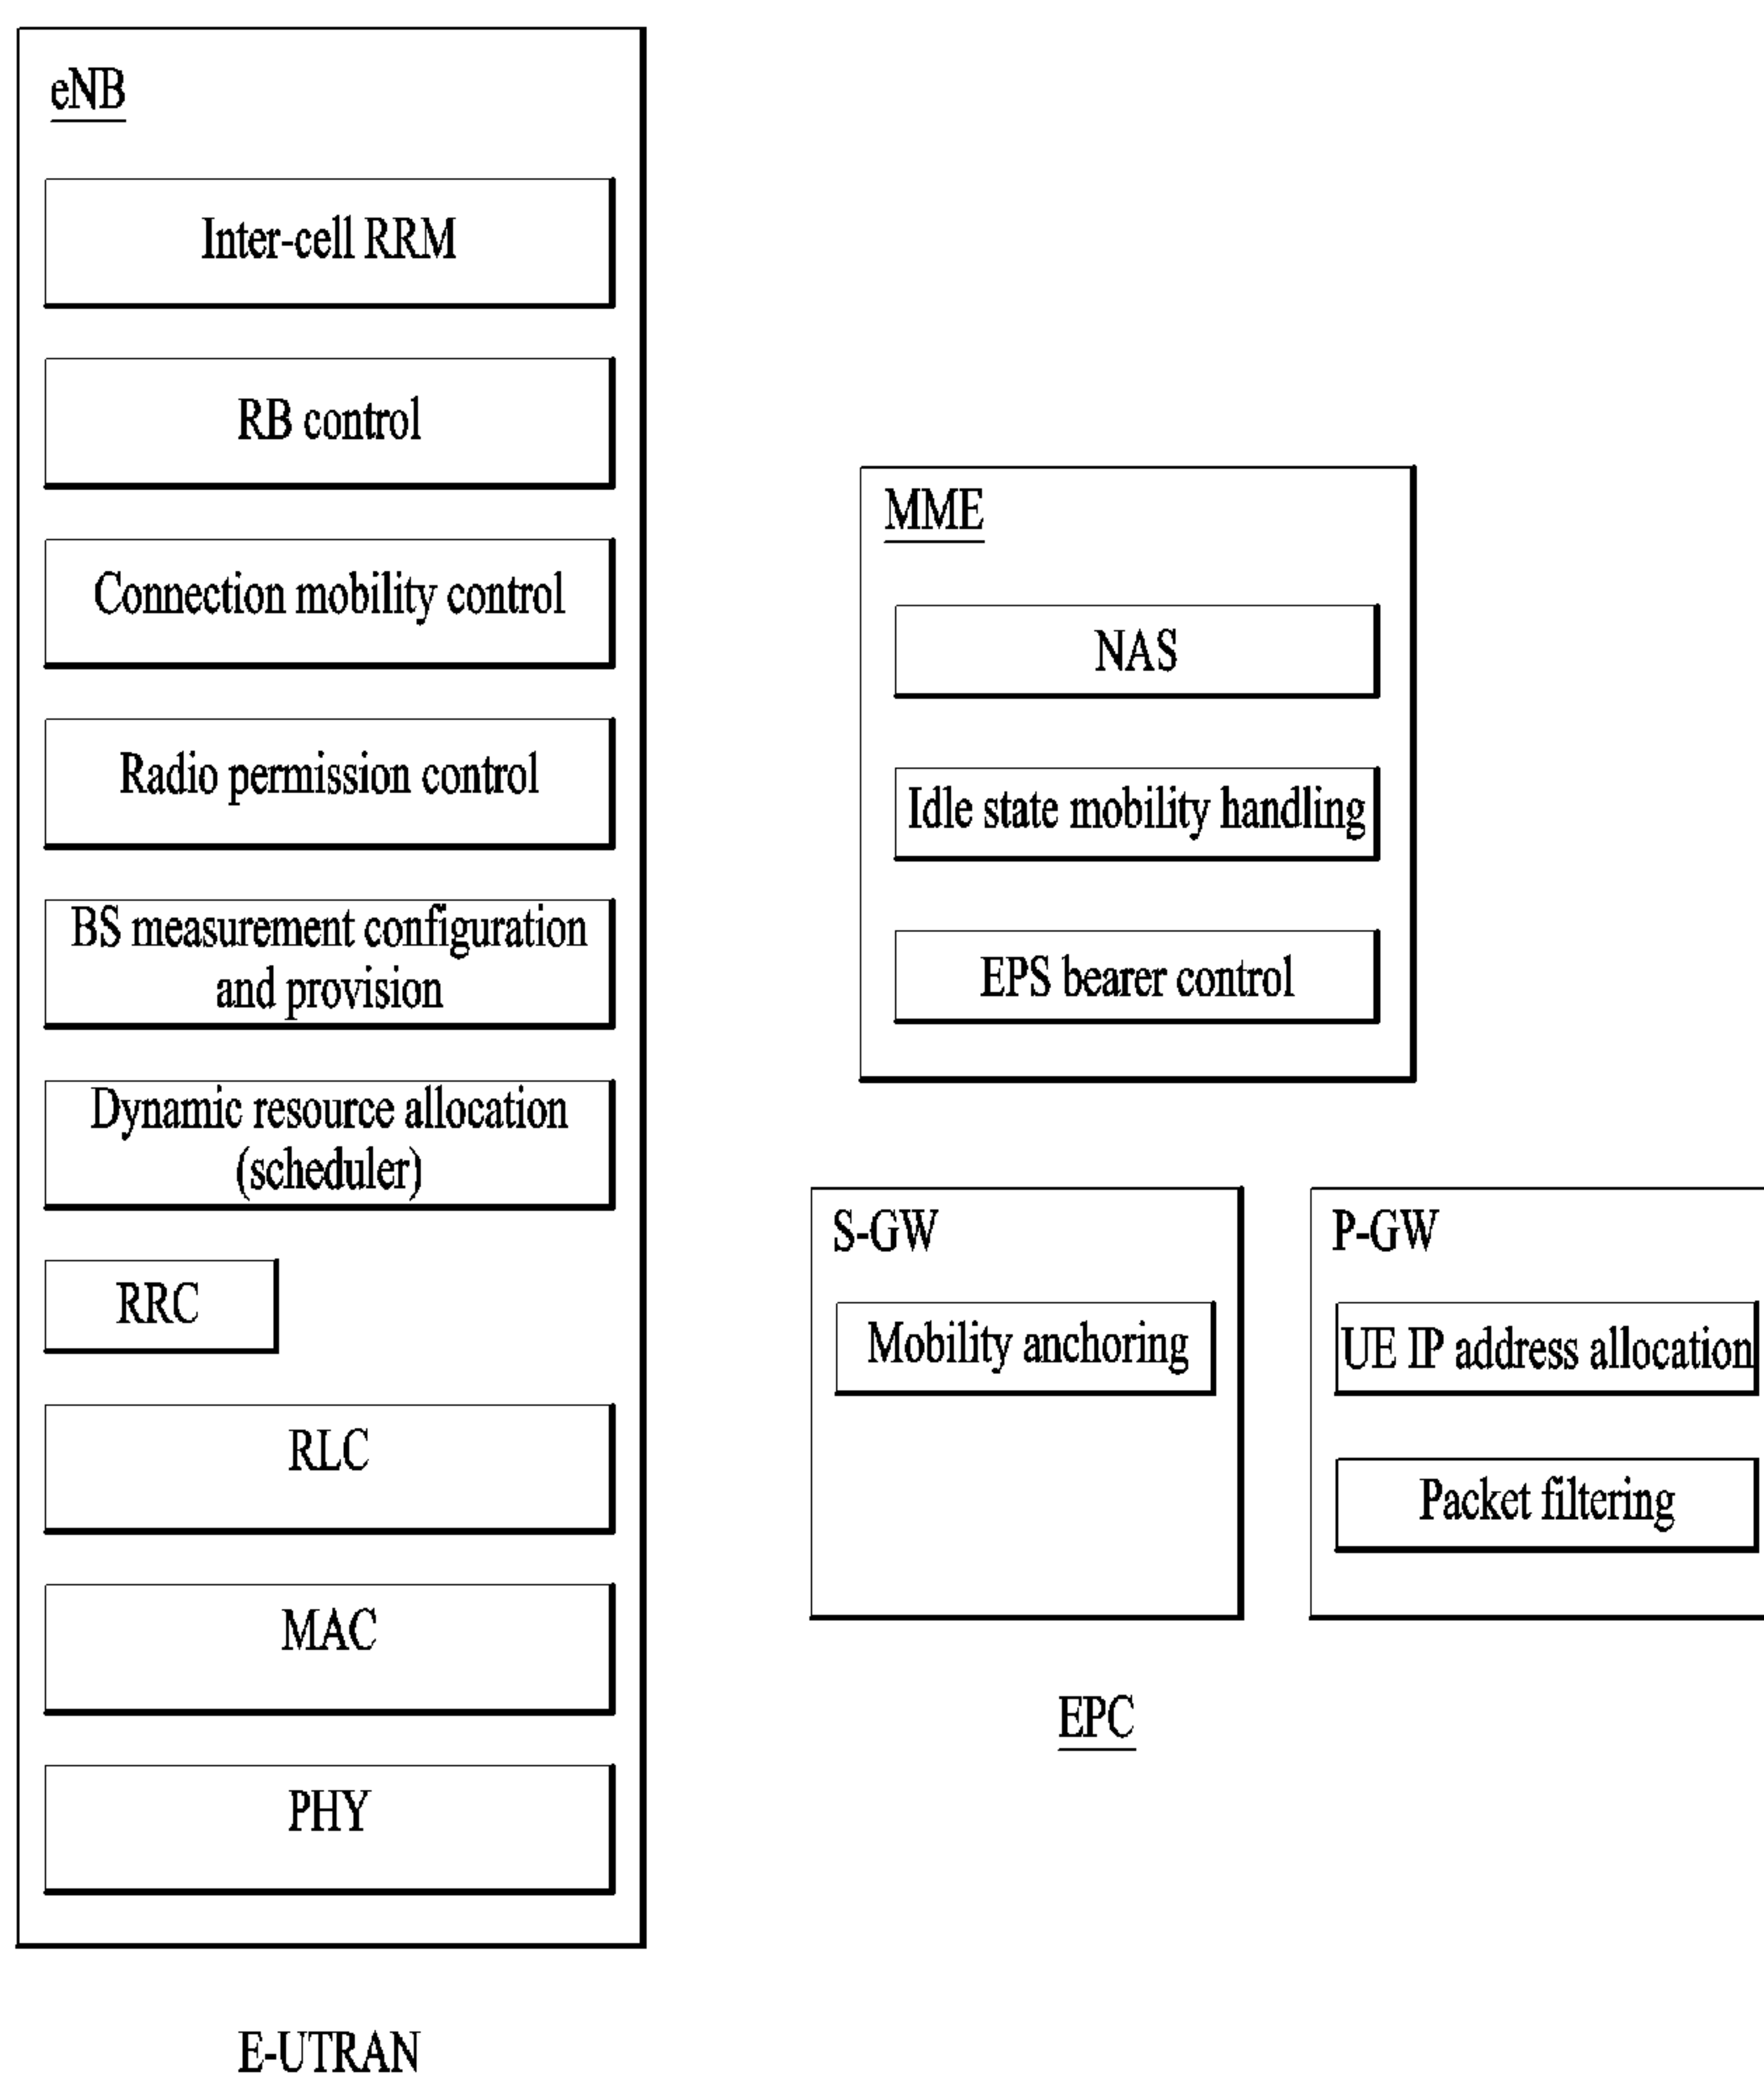 eNB
Inter-cell RRM
RB control
Connection mobility control
Radio permission control
BS measurement configuration
and provision
Dynamic resource allocation
(scheduler)
RRC
RLC
MAC
PHY
E-UTRAN
MME
NAS
Idle state mobility handling
EPS bearer control
S-GW
Mobility anchoring
P-GW
UE IP address allocation
Packet filtering
EPC